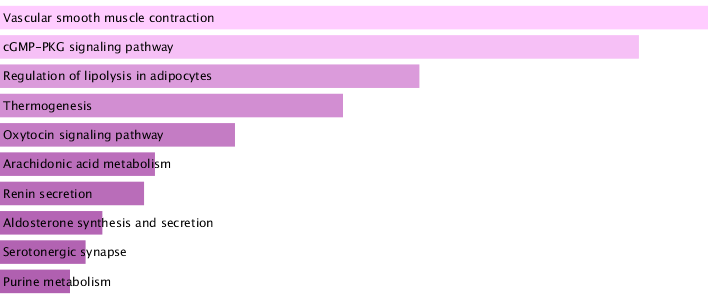 Vascular smooth muscle contraction
cGMP-PKG signaling pathway
Regulation of lipolysis in adipocytes
Thermogenesis
Oxytocin signaling pathway
Arachidonic acid metabolism
Renin secretion
Aldosterone synthesis and secretion
Serotonergic synapse
Purine metabolism